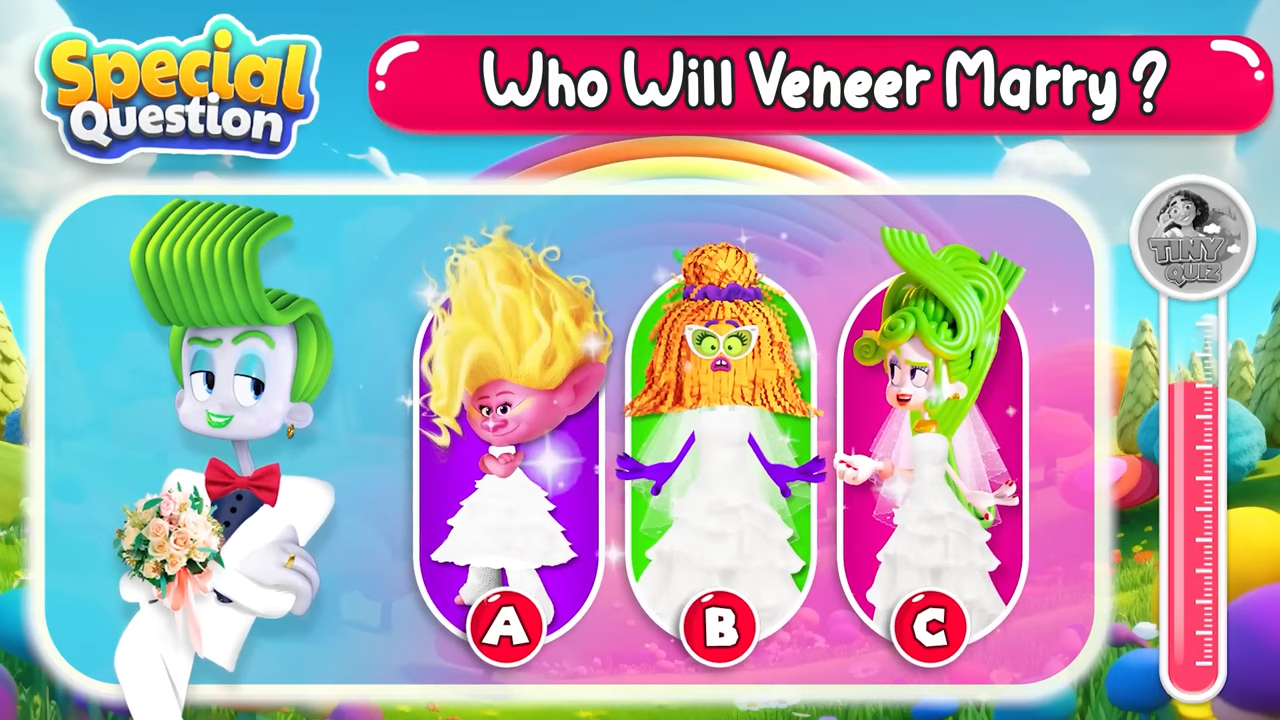 Special
Question
Who Will Veneer Marry ?
TINY
QUIZ
A
B
C